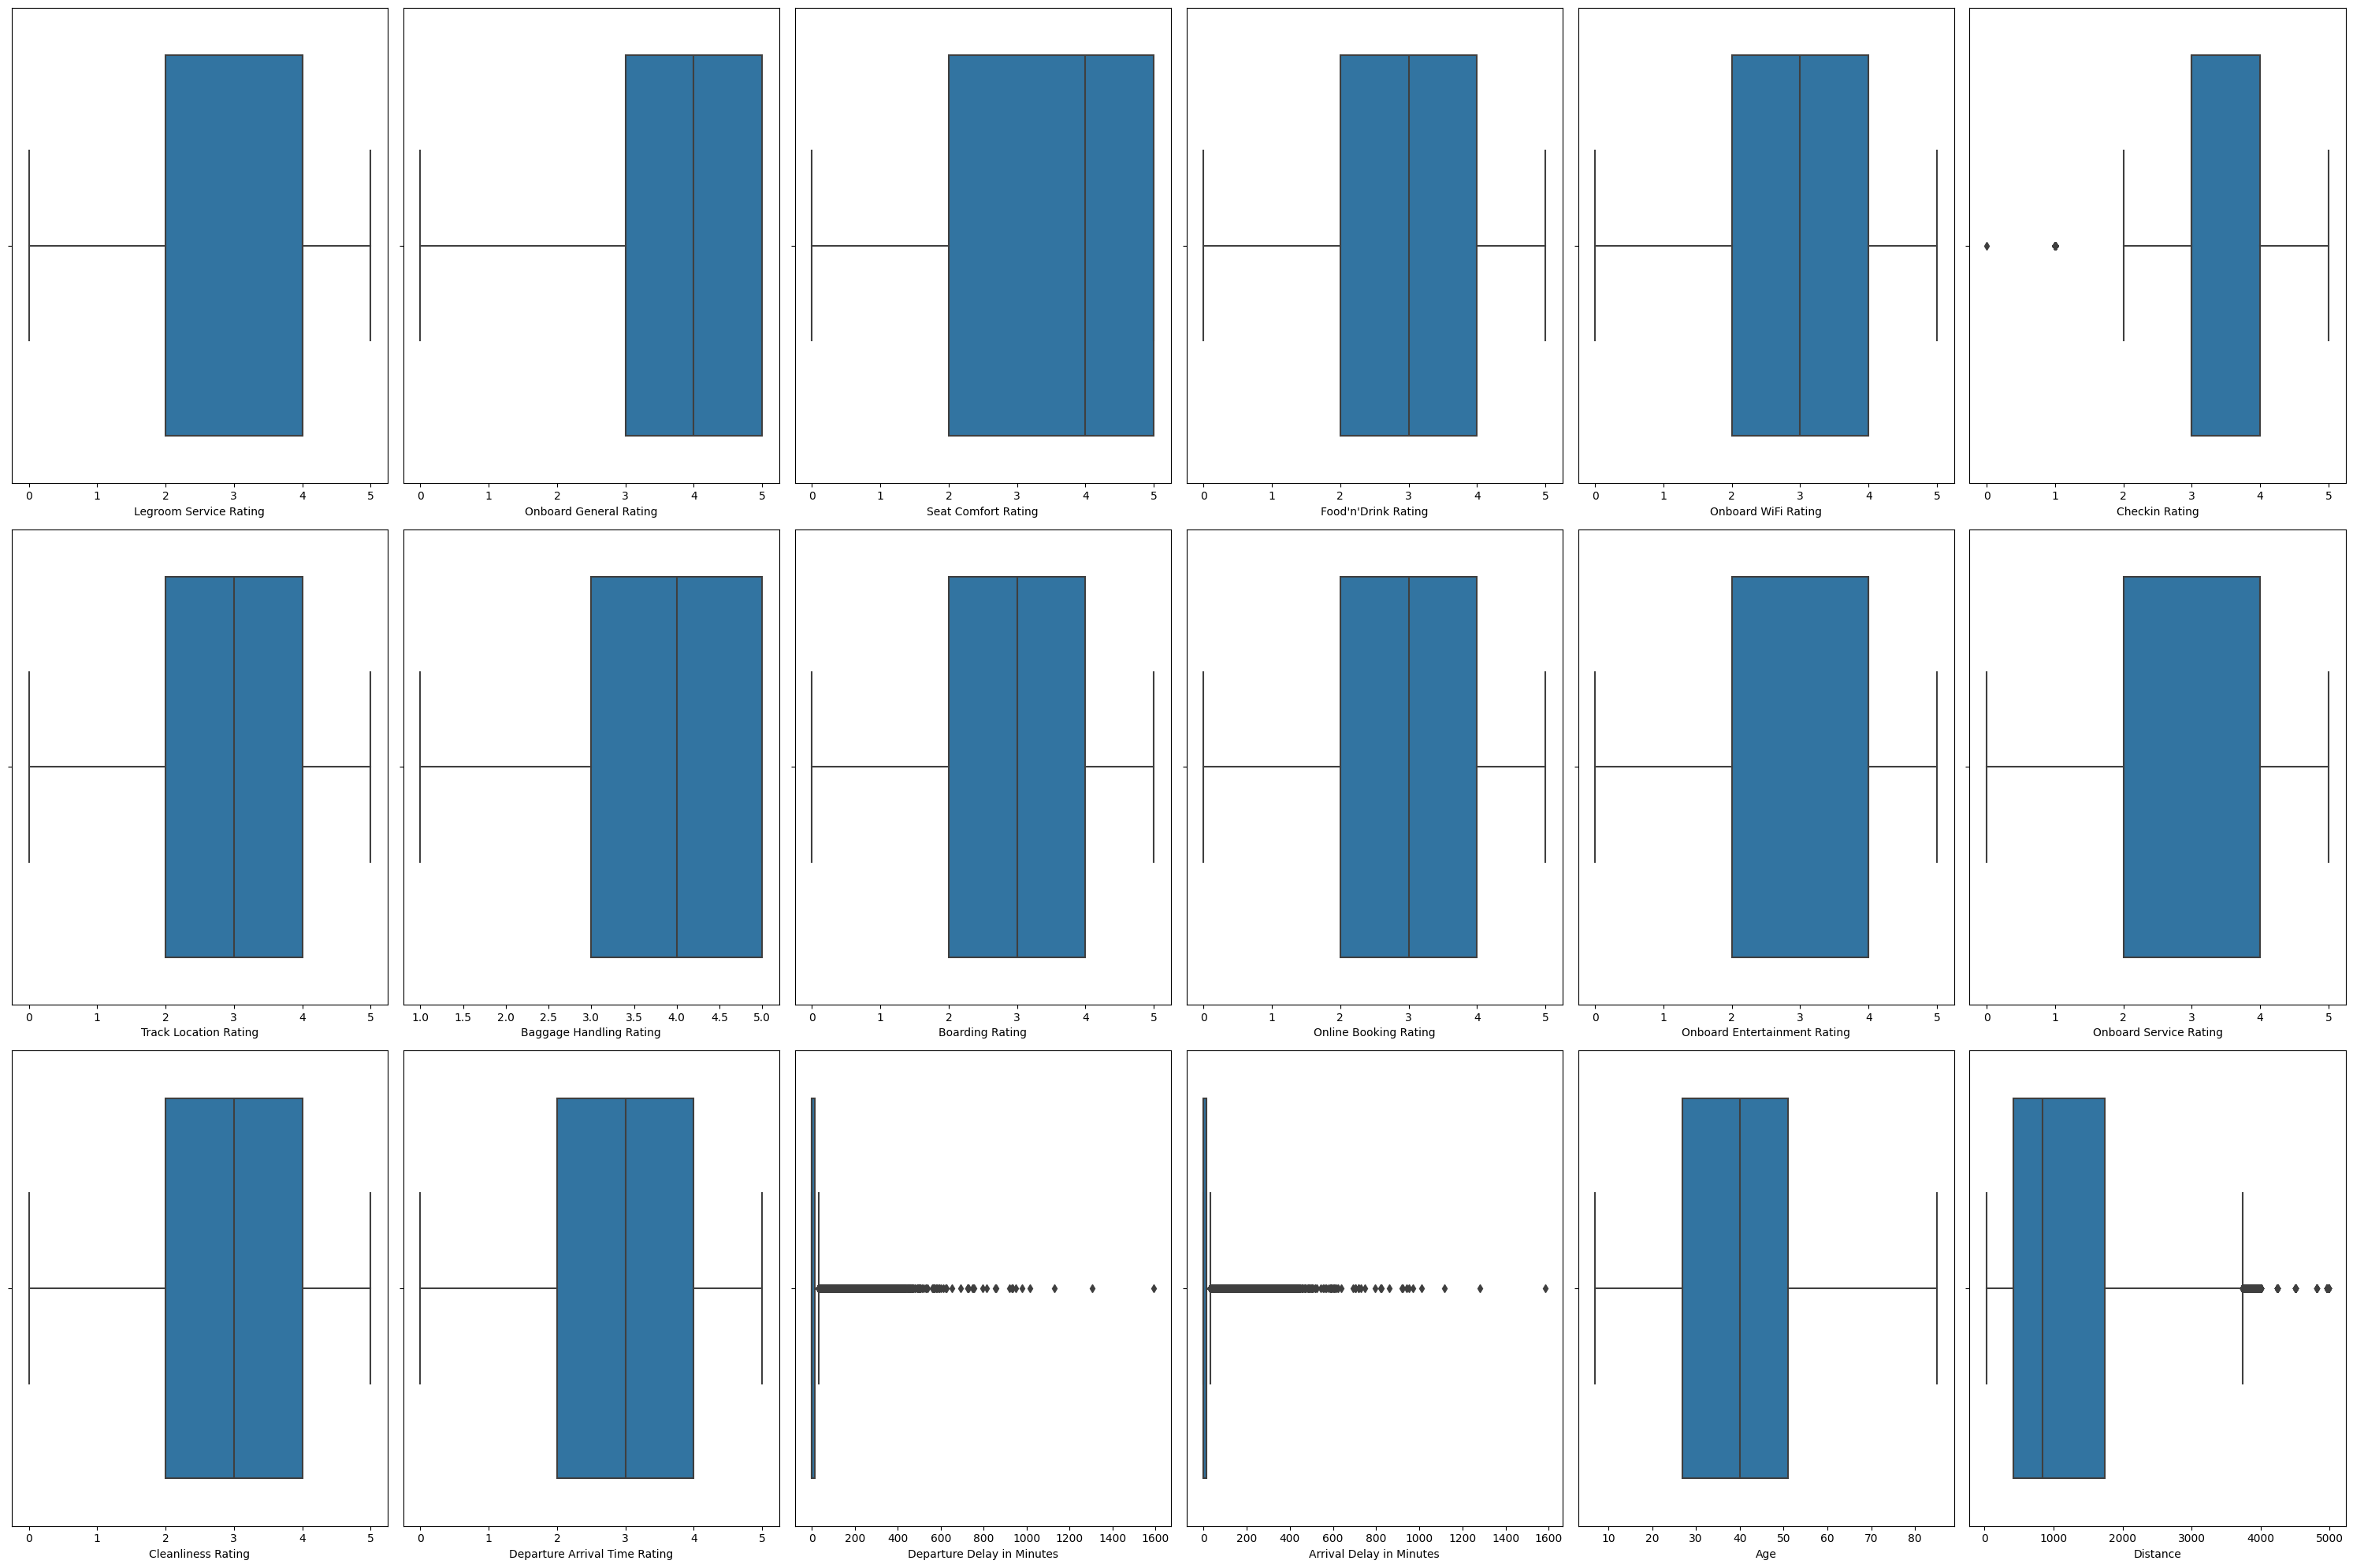 0 1 2 3 4 5
Legroom Service Rating
0 1 2 3 4 5
Onboard General Rating
0 1 2 3 4 5
Seat Comfort Rating
0 1 2 3 4 5
Food'n'Drink Rating
0 1 2 3 4 5
Onboard WiFi Rating
0 1 2 3 4 5
Checkin Rating
0 1 2 3 4 5
Track Location Rating
1.0 1.5 2.0 2.5 3.0 3.5 4.0 4.5 5.0
Baggage Handling Rating
0 1 2 3 4 5
Boarding Rating
0 1 2 3 4 5
Online Booking Rating
0 1 2 3 4 5
Onboard Entertainment Rating
0 1 2 3 4 5
Onboard Service Rating
0 1 2 3 4 5
Cleanliness Rating
0 1 2 3 4 5
Departure Arrival Time Rating
0 200 400 600 800 1000 1200 1400 1600
Departure Delay in Minutes
0 200 400 600 800 1000 1200 1400 1600
Arrival Delay in Minutes
10 20 30 40 50 60 70 80
Age
0 1000 2000 3000 4000 5000
Distance